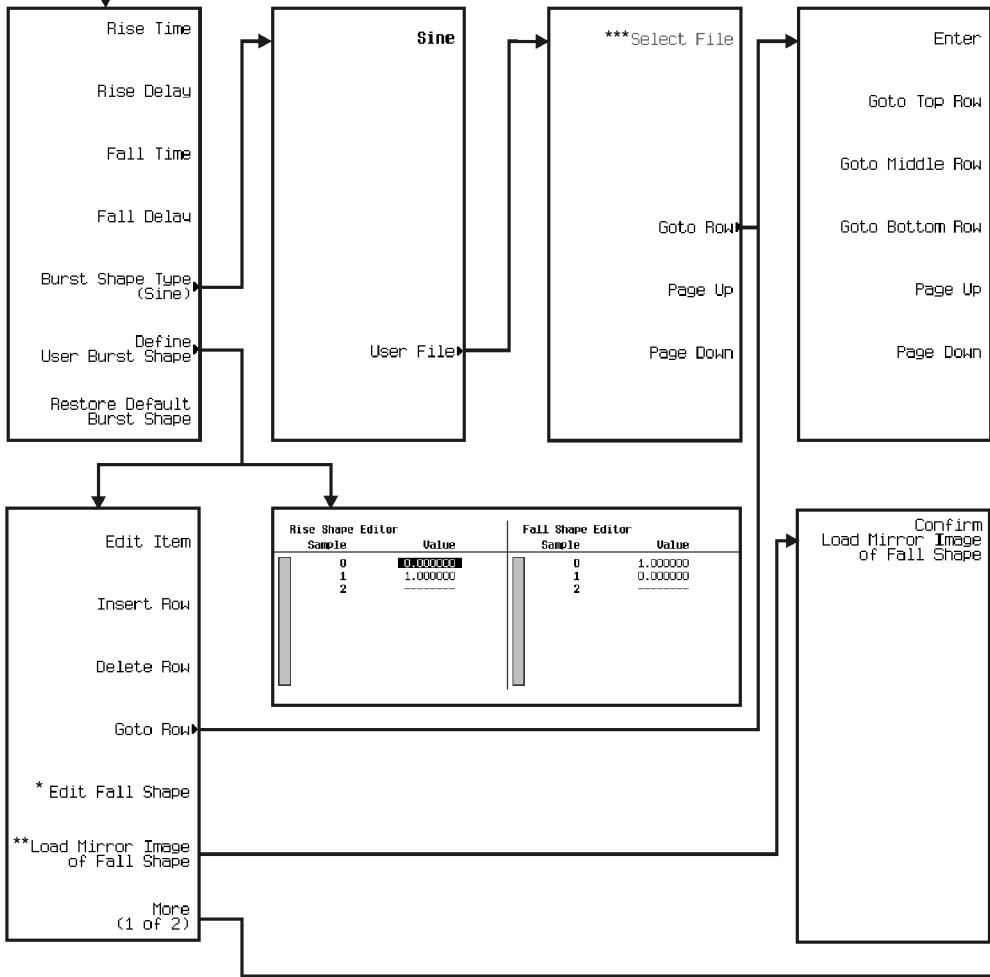 Rise Time
Rise Delay
Fall Time
Fall Delay
Burst Shape Type
(Sine)
Define
User Burst Shape
Restore Default
Burst Shape
Sine
User File
***Select File
Goto Row
Page Up
Page Down
Enter
Goto Top Row
Goto Middle Row
Goto Bottom Row
Page Up
Page Down
Edit Item
Insert Row
Delete Row
Goto Row
* Edit Fall Shape
**Load Mirror Image
of Fall Shape
More
(1 of 2)
Rise Shape Editor
Sample Value
0 0.000000
1 1.000000
2 --------
Fall Shape Editor
Sample Value
0 1.000000
1 0.000000
2 --------
Confirm
Load Mirror Image
of Fall Shape